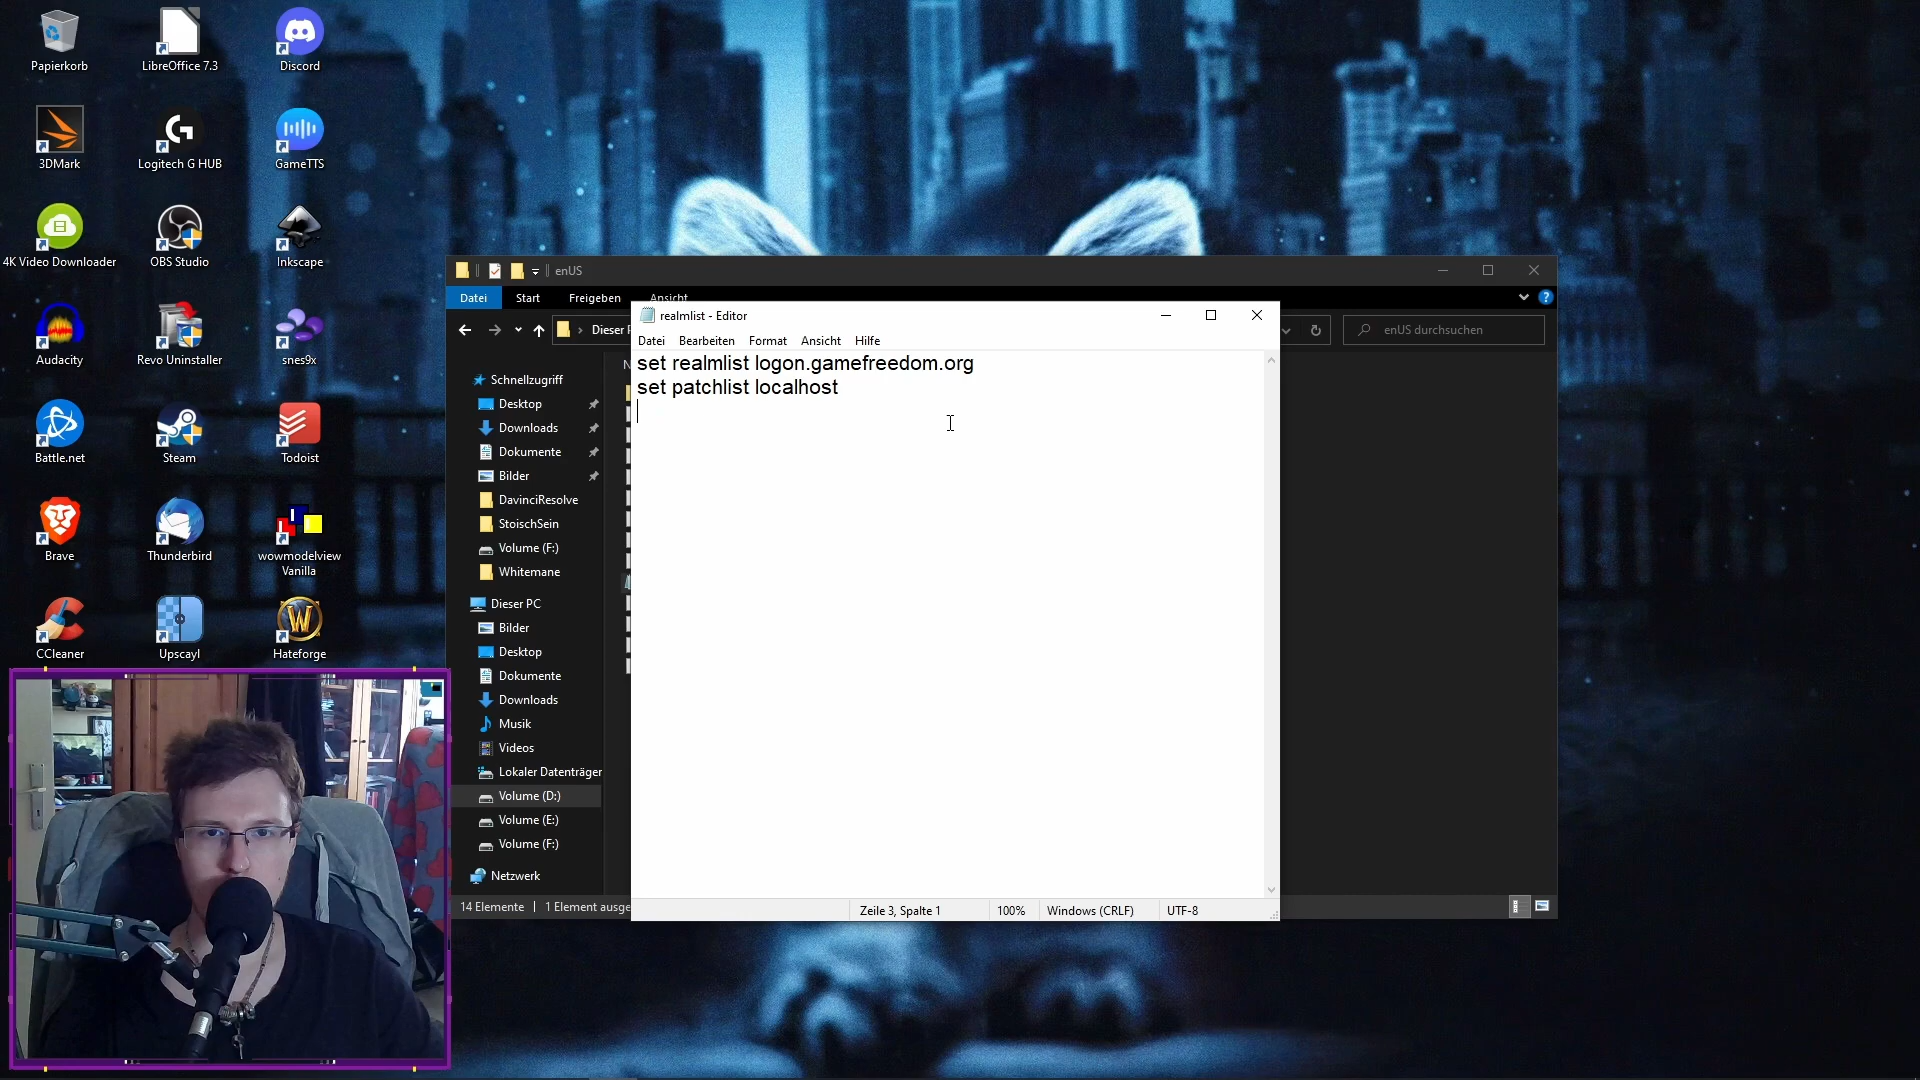 Papierkorb
LibreOffice 7.3
Discord
3DMark
Logitech G HUB
GameTTS
4K Video Downloader
OBS Studio
Inkscape
Audacity
Revo Uninstaller
snes9x
Battle.net
Steam
Todoist
Brave
Thunderbird
wowmodelview
Vanilla
CCleaner
Upscayl
Hateforge
enUS
Datei
Start
Freigeben
Ansicht
Dieser
enUS durchsuchen
Schnellzugriff
Desktop
Downloads
Dokumente
Bilder
DavinciResolve
StoischSein
Volume (F:)
Whitemane
Dieser PC
Bilder
Desktop
Dokumente
Downloads
Musik
Videos
Lokaler Datenträger
Volume (D:)
Volume (E:)
Volume (F:)
Netzwerk
14 Elemente
1 Element ausge
realmlist - Editor
Datei
Bearbeiten
Format
Ansicht
Hilfe
set realmlist logon.gamefreedom.org
set patchlist localhost
Zeile 3, Spalte 1
100%
Windows (CRLF)
UTF-8